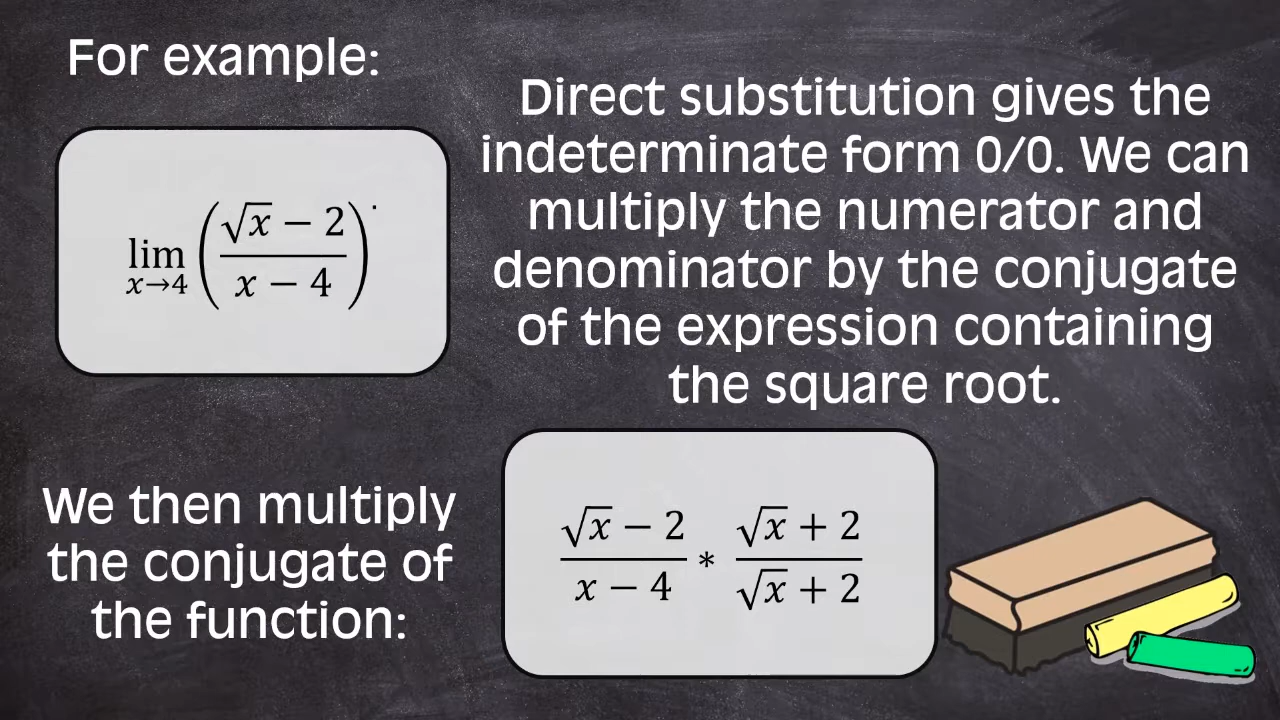 For example:
lim x→4 (√x − 2 / x − 4)
Direct substitution gives the
indeterminate form 0/0. We can
multiply the numerator and
denominator by the conjugate
of the expression containing
the square root.
We then multiply
the conjugate of
the function:
√x − 2 / x − 4 * √x + 2 / √x + 2